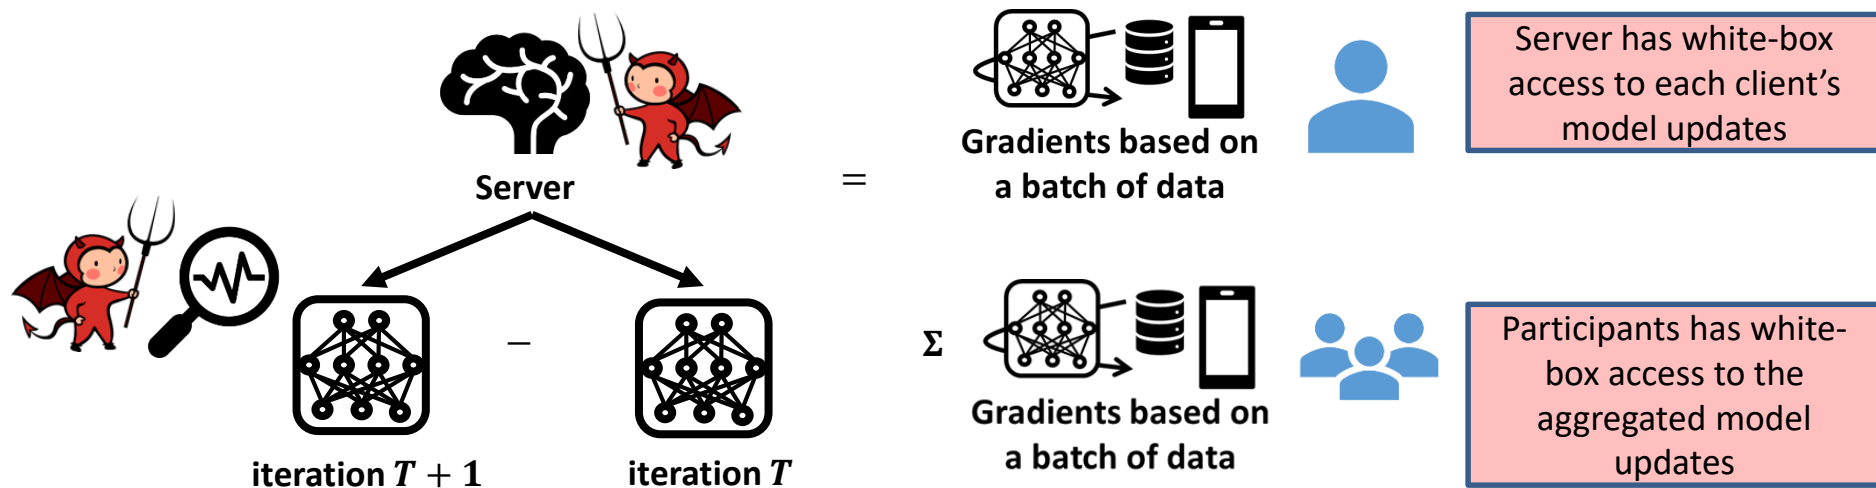 Server
=
Gradients based on
a batch of data
Server has white-box
access to each client’s
model updates
−
iteration T + 1
iteration T
Σ
Gradients based on
a batch of data
Participants has white-
box access to the
aggregated model
updates